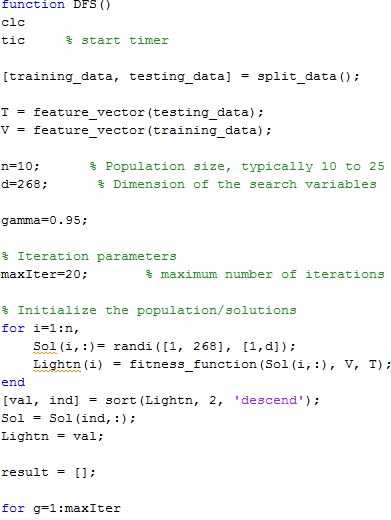 function DFS()
clc
tic     % start timer
[training_data, testing_data] = split_data();
T = feature_vector(testing_data);
V = feature_vector(training_data);
n=10;      % Population size, typically 10 to 25
d=268;      % Dimension of the search variables
gamma=0.95;
% Iteration parameters
maxIter=20;       % maximum number of iterations
% Initialize the population/solutions
for i=1:n,
    Sol(i,:)= randi([1, 268], [1,d]);
    Lightn(i) = fitness_function(Sol(i,:), V, T);
end
[val, ind] = sort(Lightn, 2, 'descend');
Sol = Sol(ind,:);
Lightn = val;
result = [];
for g=1:maxIter